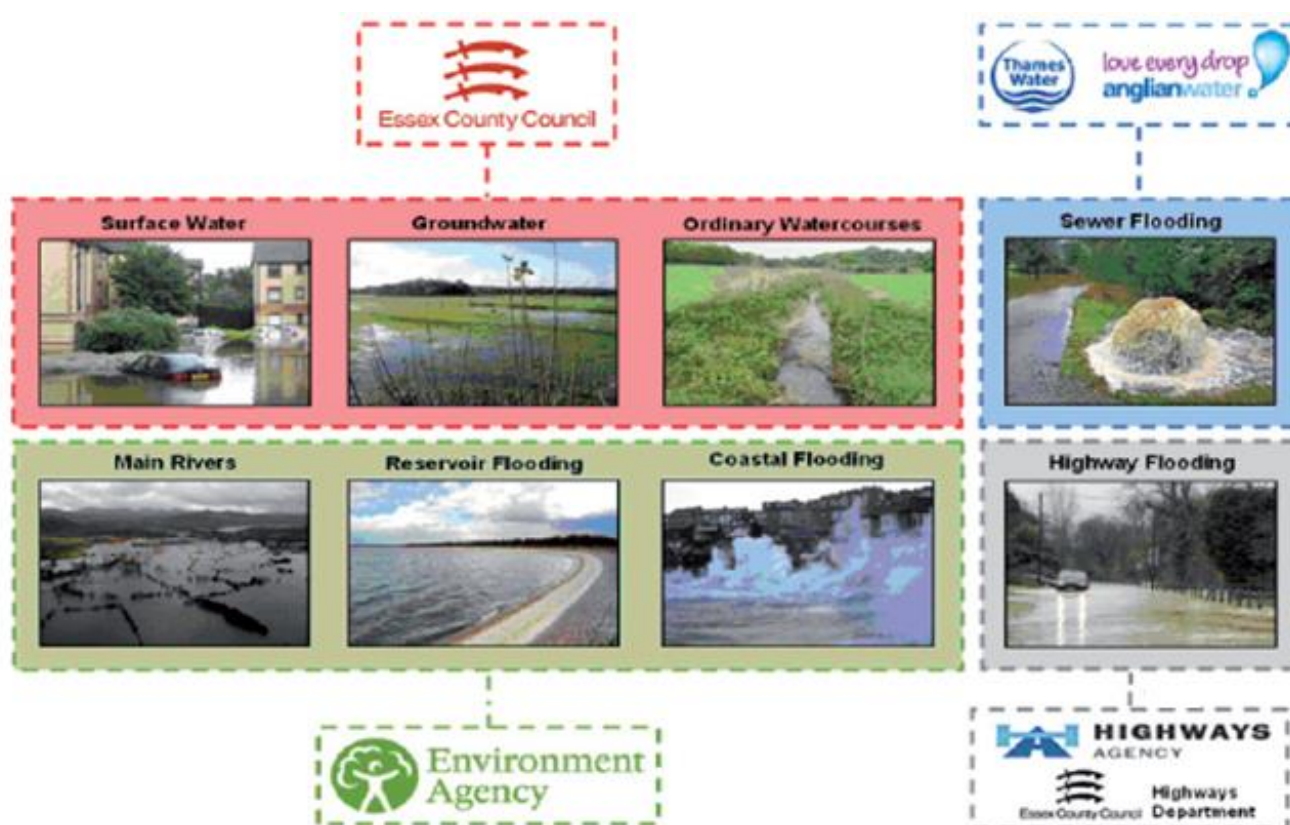 Essex County Council
Thames
Water
love every drop
anglianwater
Surface Water
Groundwater
Ordinary Watercourses
Sewer Flooding
Main Rivers
Reservoir Flooding
Coastal Flooding
Highway Flooding
Environment
Agency
HIGHWAYS
AGENCY
Essex County Council
Highways
Department